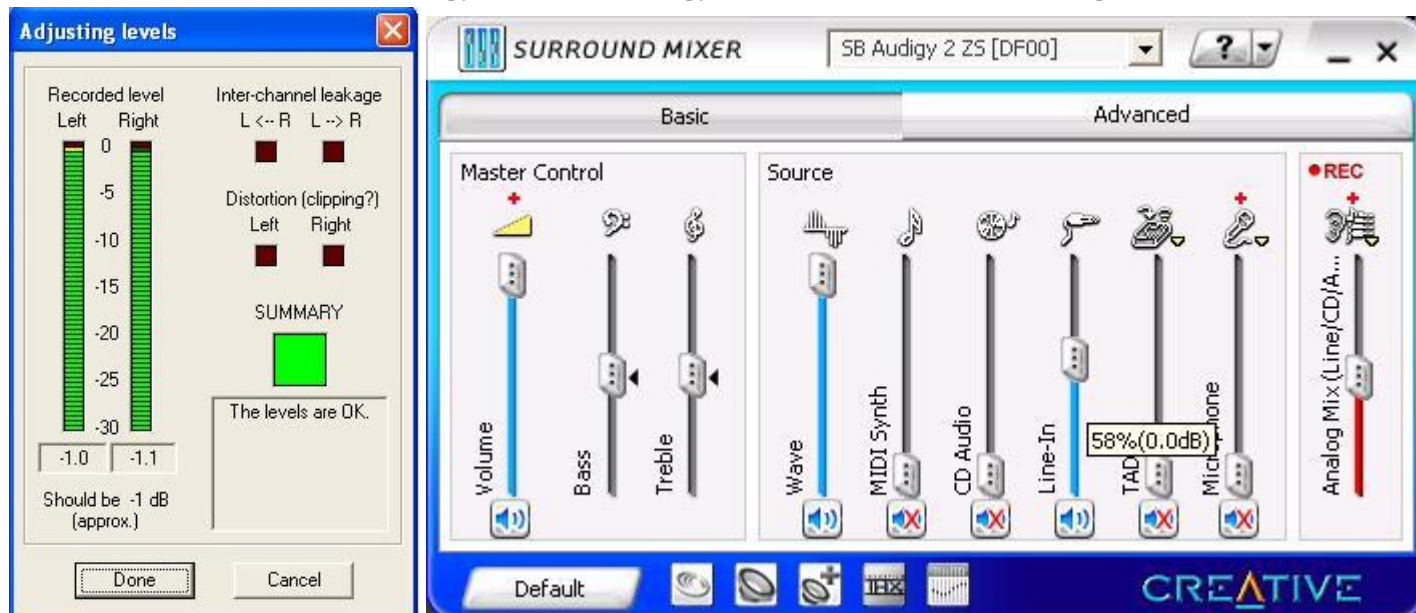 Adjusting levels
Recorded level
Left Right
0
-5
-10
-15
-20
-25
-30
-1.0 -1.1
Should be -1 dB
(approx.)
Inter-channel leakage
L <-- R L --> R
Distortion (clipping?)
Left Right
SUMMARY
The levels are OK.
Done Cancel
SURROUND MIXER
SB Audigy 2 ZS [DF00]
?
Basic Advanced
Master Control
Volume
Bass
Treble
Source
Wave
MIDI Synth
CD Audio
Line-In
58%(0.0dB)
TAD
REC
Analog Mix (Line/CD/A...
Default
THX
CREATIVE